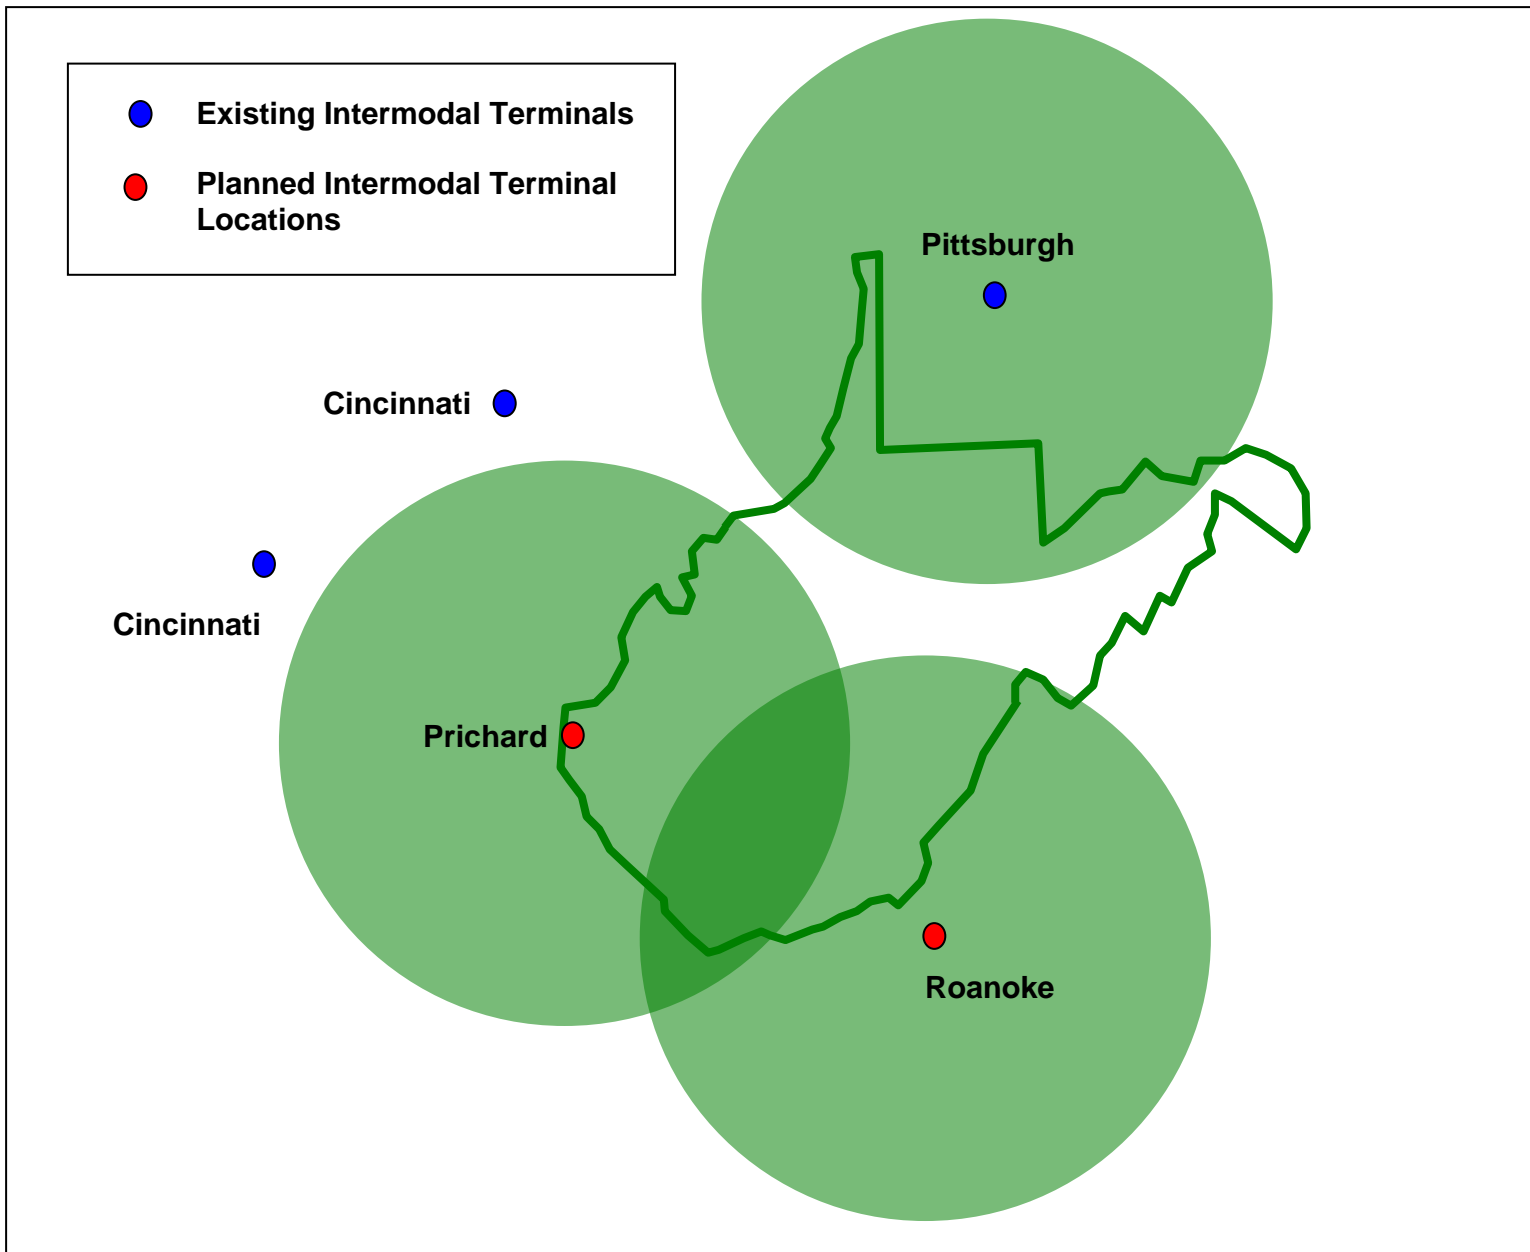 Existing Intermodal Terminals
Planned Intermodal Terminal
Locations
Pittsburgh
Cincinnati
Cincinnati
Prichard
Roanoke